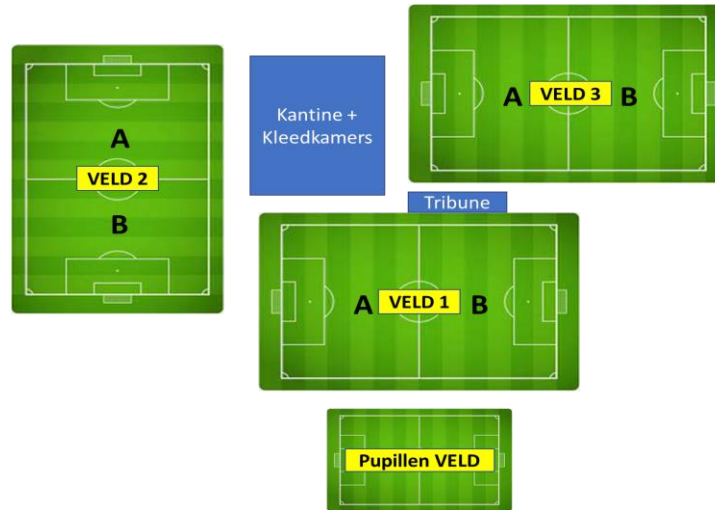 A
VELD 2
B
Kantine +
Kleedkamers
A VELD 3 B
Tribune
A VELD 1 B
Pupillen VELD